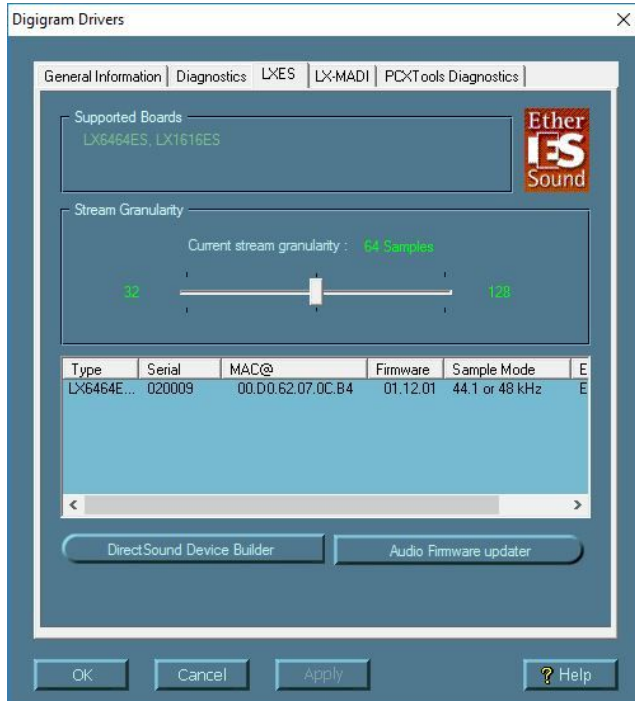 Digigram Drivers
General Information Diagnostics LXES LX-MADI PCXTools Diagnostics
Supported Boards
LX6464ES, LX1616ES
Ether
ES
Sound
Stream Granularity
Current stream granularity : 64 Samples
32 128
Type Serial MAC@ Firmware Sample Mode E
LX6464E... 020009 00.D0.62.07.0C.B4 01.12.01 44.1 or 48 kHz E
DirectSound Device Builder Audio Firmware updater
OK Cancel Apply ? Help